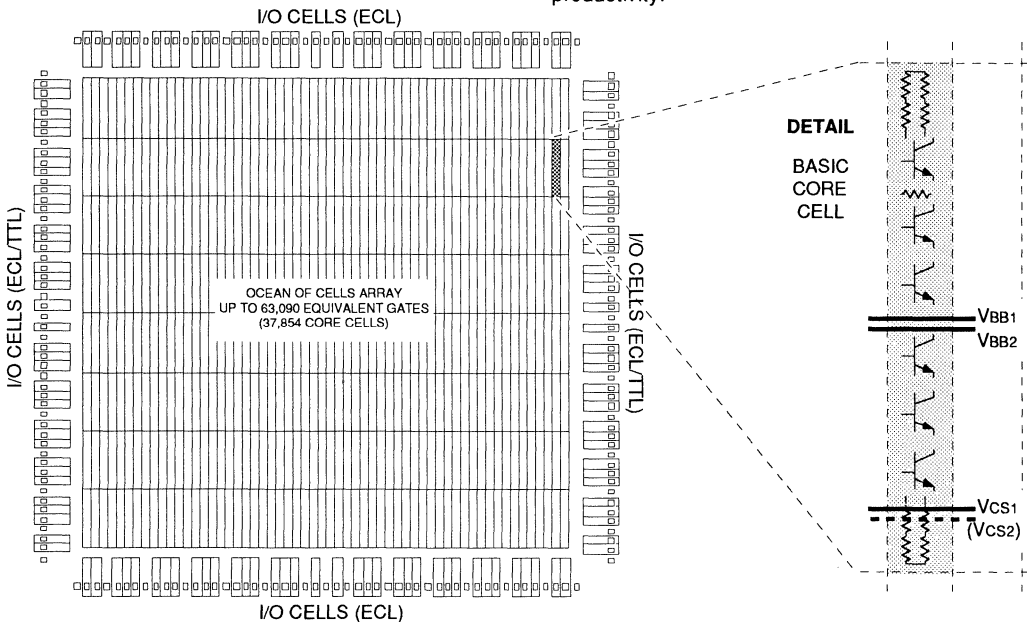 productivity.
I/O CELLS (ECL)
I/O CELLS (ECL/TTL)
OCEAN OF CELLS ARRAY
UP TO 63,090 EQUIVALENT GATES
(37,854 CORE CELLS)
I/O CELLS (ECL/TTL)
I/O CELLS (ECL)
DETAIL
BASIC
CORE
CELL
VBB1
VBB2
VCS1
(VCS2)